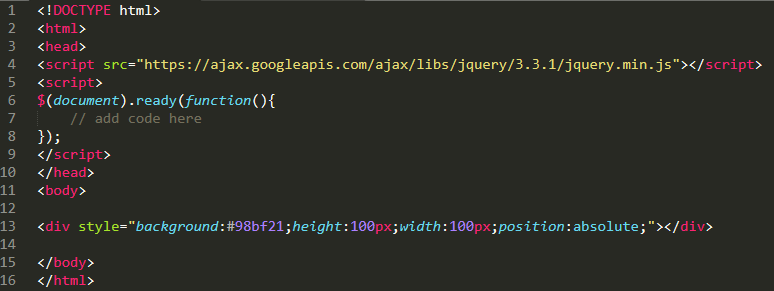 1 <!DOCTYPE html>
2 <html>
3 <head>
4 <script src="https://ajax.googleapis.com/ajax/libs/jquery/3.3.1/jquery.min.js"></script>
5 <script>
6 $(document).ready(function(){
7     // add code here
8 });
9 </script>
10 </head>
11 <body>
12
13 <div style="background:#98bf21;height:100px;width:100px;position:absolute;"></div>
14
15 </body>
16 </html>